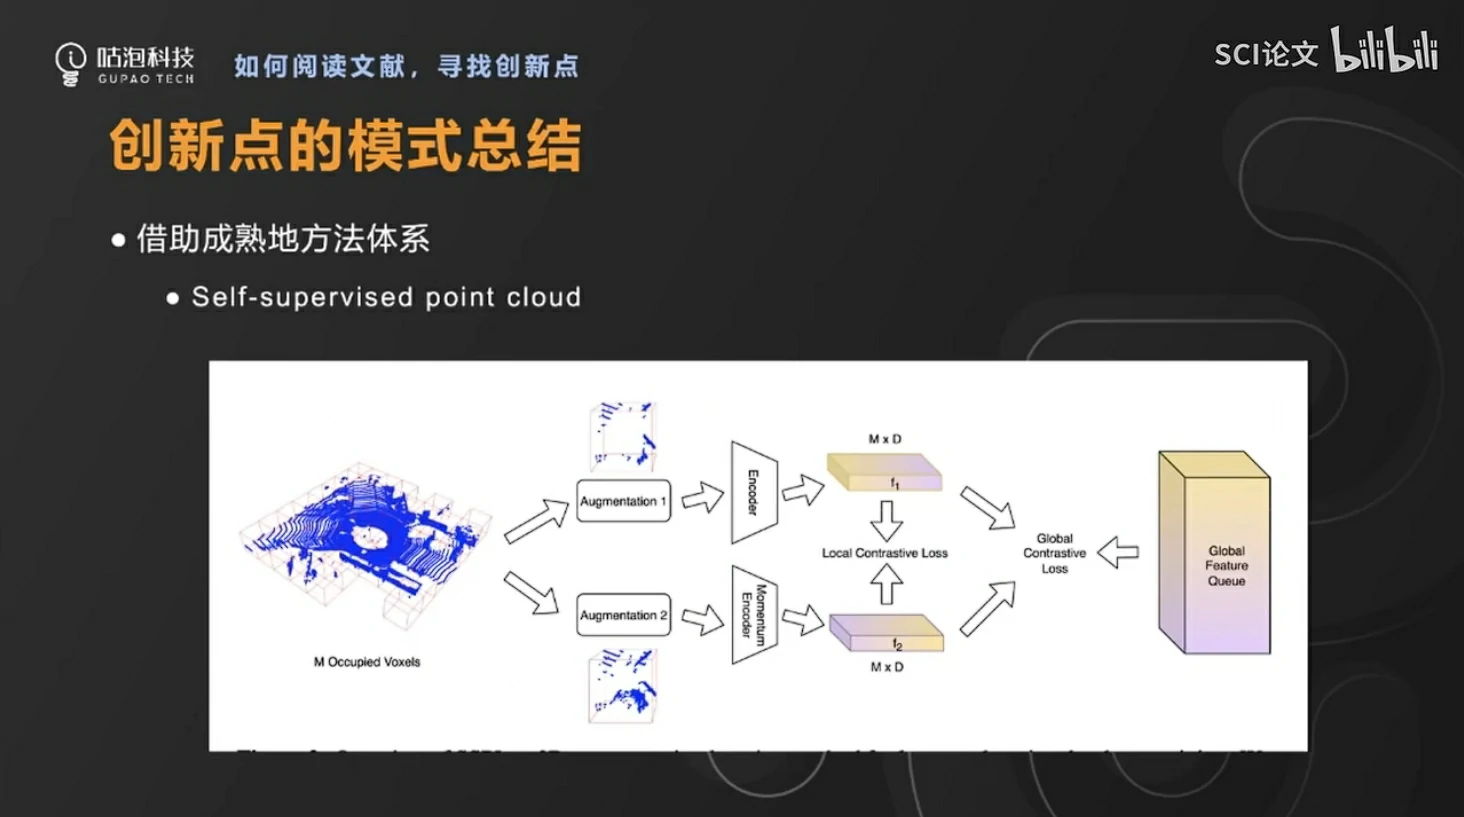 咕泡科技
GUPAO TECH
如何阅读文献，寻找创新点
SCI论文 bilibili
创新点的模式总结
• 借助成熟地方法体系
• Self-supervised point cloud
M Occupied Voxels
Augmentation 1
Augmentation 2
Encoder
Momentum
Encoder
M x D
f1
Local Contrastive Loss
f2
M x D
Global
Contrastive
Loss
Global
Feature
Queue